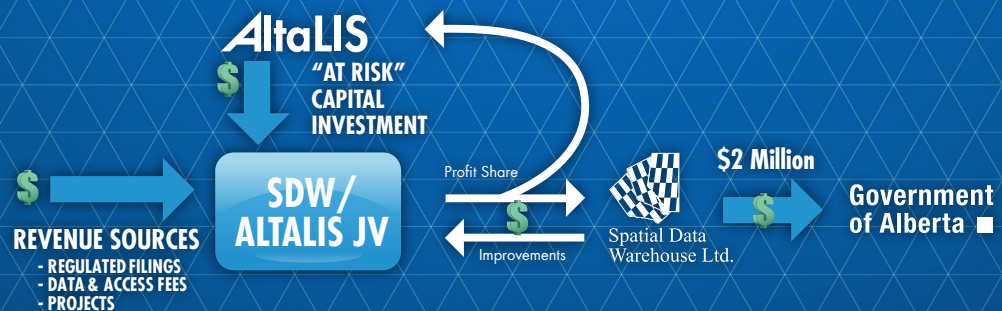 AltaLIS
$
"AT RISK"
CAPITAL
INVESTMENT
$
REVENUE SOURCES
- REGULATED FILINGS
- DATA & ACCESS FEES
- PROJECTS
SDW/
ALTALIS JV
Profit Share
$
Improvements
Spatial Data
Warehouse Ltd.
$2 Million
$
Government
of Alberta